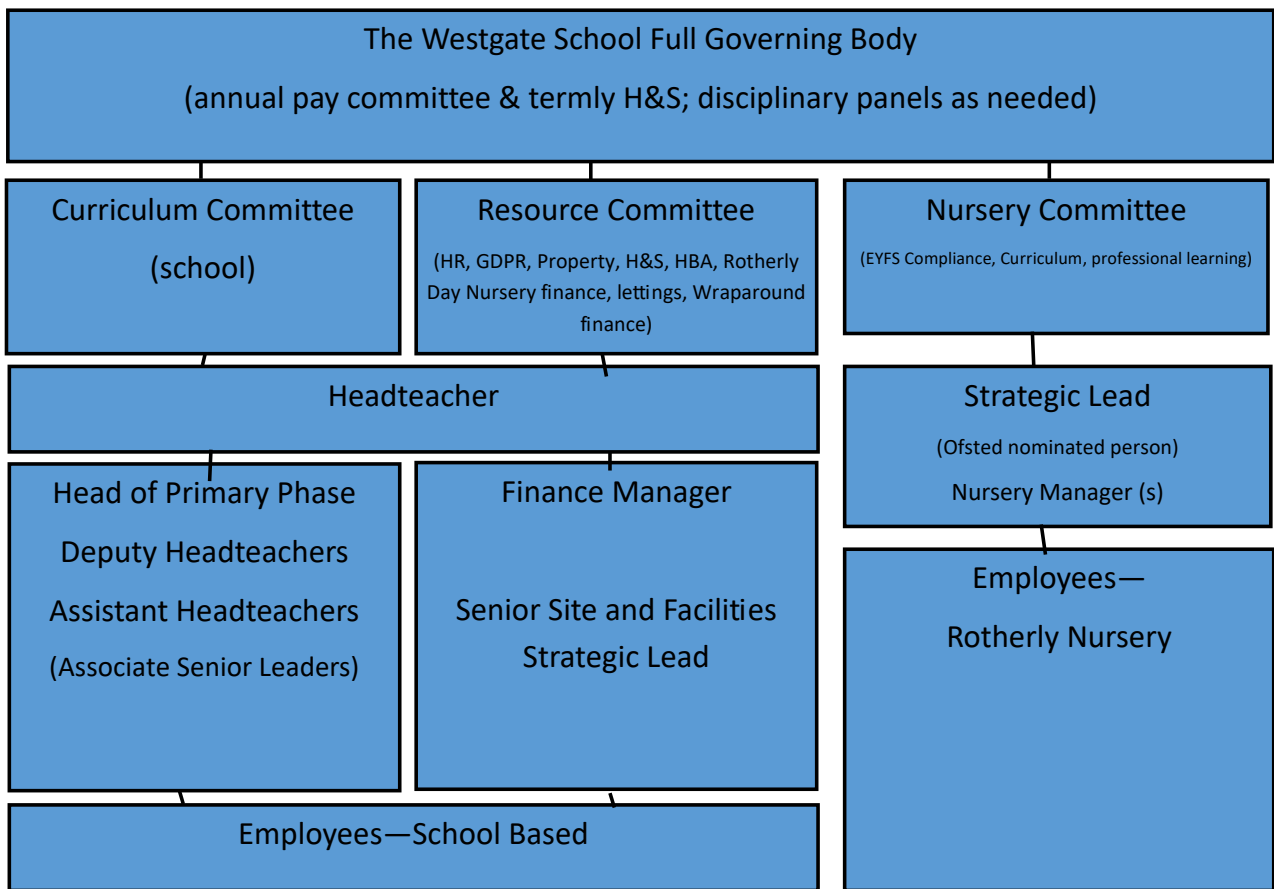 The Westgate School Full Governing Body
(annual pay committee & termly H&S; disciplinary panels as needed)
Curriculum Committee
(school)
Resource Committee
(HR, GDPR, Property, H&S, HBA, Rotherly
Day Nursery finance, lettings, Wraparound
finance)
Nursery Committee
(EYFS Compliance, Curriculum, professional learning)
Headteacher
Strategic Lead
(Ofsted nominated person)
Nursery Manager (s)
Head of Primary Phase
Deputy Headteachers
Assistant Headteachers
(Associate Senior Leaders)
Finance Manager
Senior Site and Facilities
Strategic Lead
Employees—
Rotherly Nursery
Employees—School Based